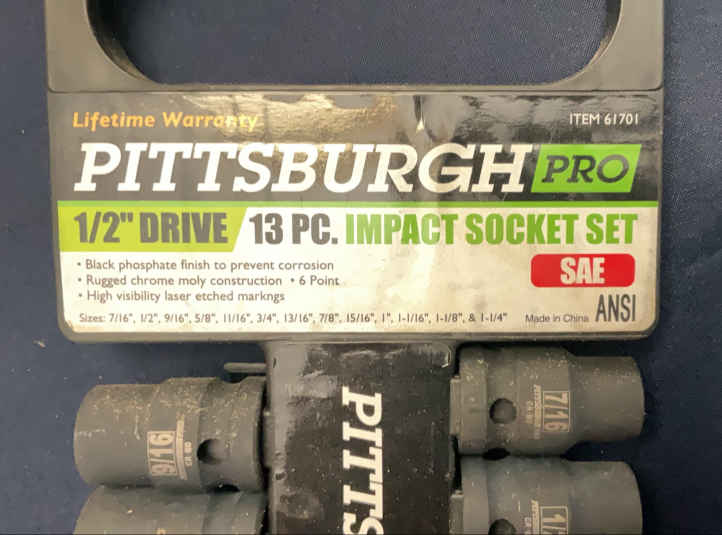 Lifetime Warranty
ITEM 61701
PITTSBURGH PRO
1/2" DRIVE 13 PC. IMPACT SOCKET SET
• Black phosphate finish to prevent corrosion
• Rugged chrome moly construction • 6 Point
• High visibility laser etched markngs
SAE
Sizes: 7/16", 1/2", 9/16", 5/8", 11/16", 3/4", 13/16", 7/8", 15/16", 1", 1-1/16", 1-1/8", & 1-1/4"
Made in China ANSI
PITTS
9/16
7/16